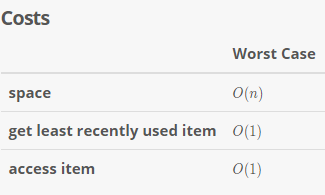 Costs
Worst Case
space O(n)
get least recently used item O(1)
access item O(1)